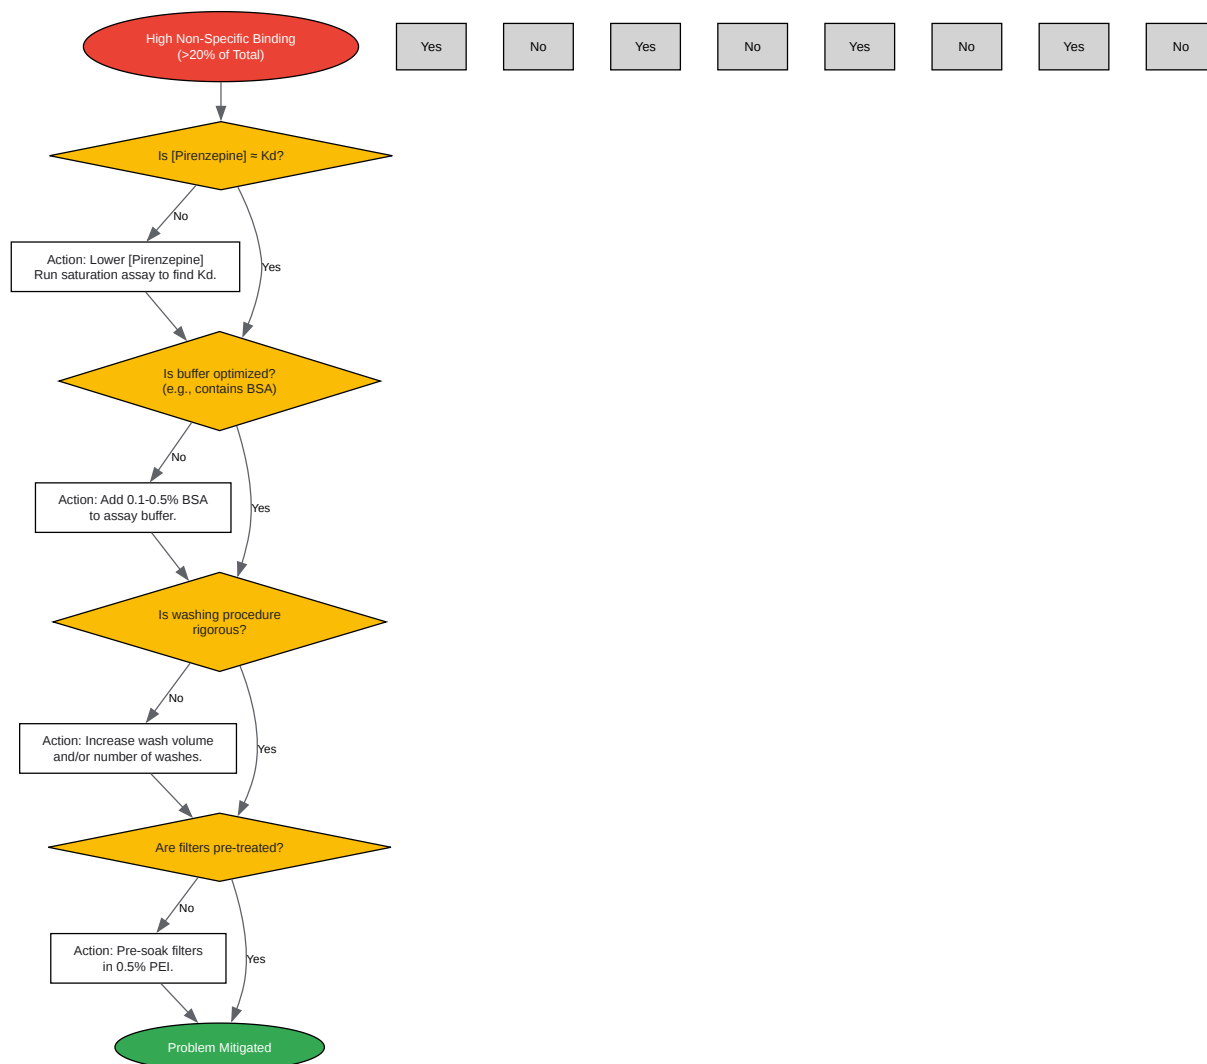 High Non-Specific Binding
(>20% of Total)
Yes
No
Yes
No
Yes
No
Yes
No
Is [Pirenzepine] ≈ Kd?
No
Action: Lower [Pirenzepine]
Run saturation assay to find Kd.
Yes
Is buffer optimized?
(e.g., contains BSA)
No
Action: Add 0.1-0.5% BSA
to assay buffer.
Yes
Is washing procedure
rigorous?
No
Action: Increase wash volume
and/or number of washes.
Yes
Are filters pre-treated?
No
Action: Pre-soak filters
in 0.5% PEI.
Yes
Problem Mitigated